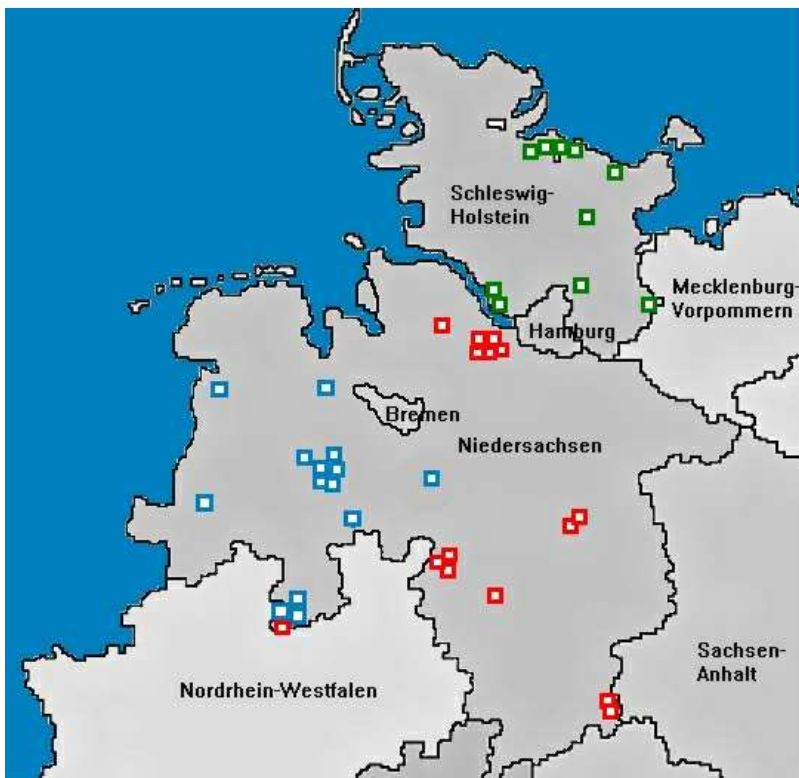 Schleswig-
Holstein
Mecklenburg-
Vorpommern
Hamburg
Bremen
Niedersachsen
Sachsen-
Anhalt
Nordrhein-Westfalen